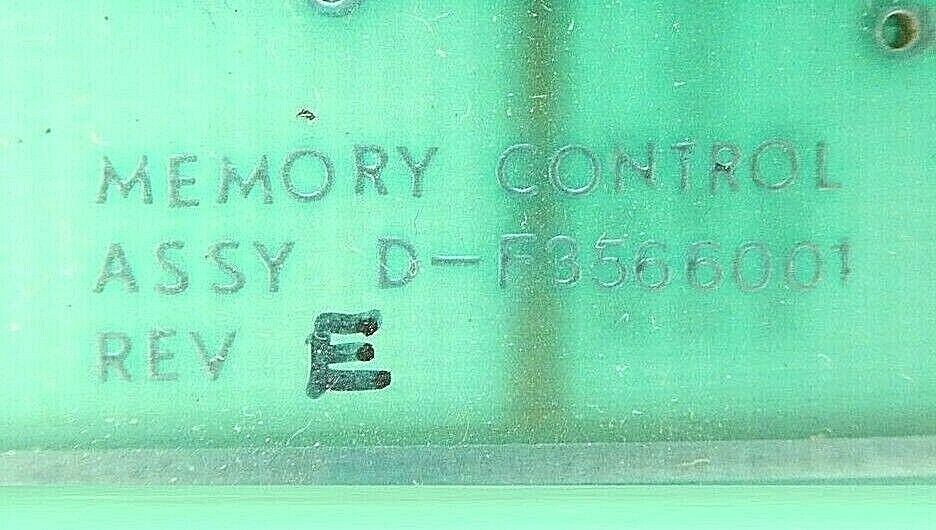 MEMORY CONTROL
ASSY D-F3566001
REV E